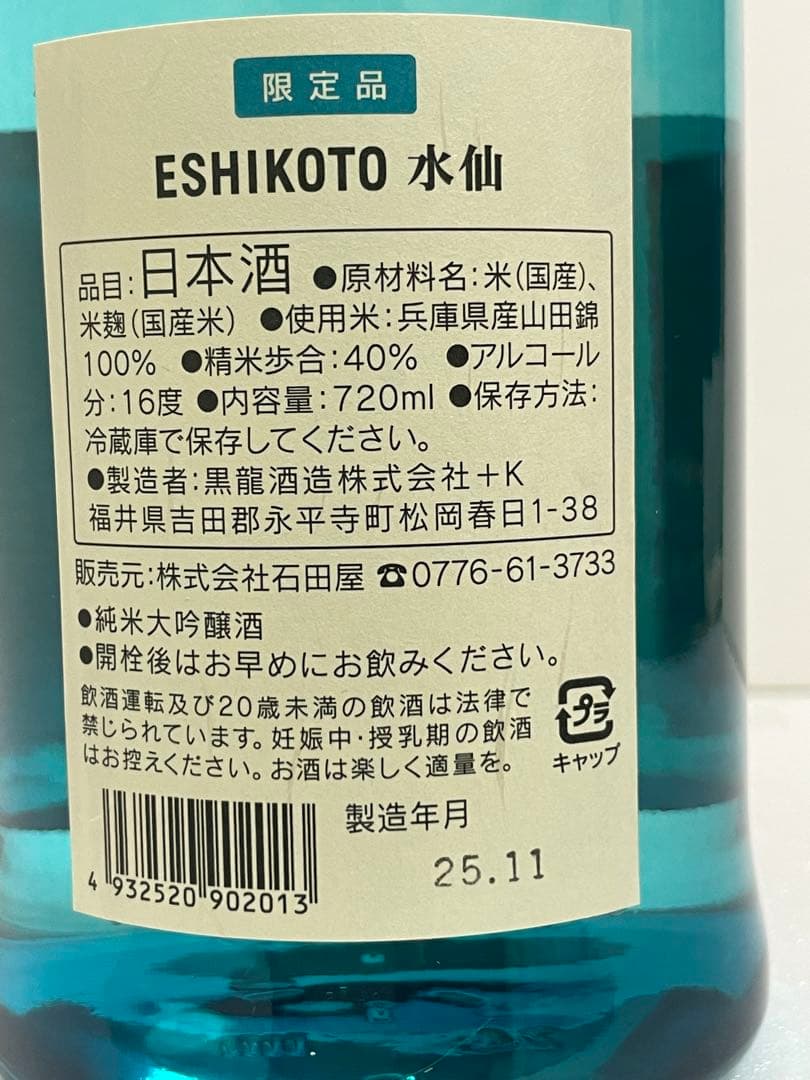 限定品
ESHIKOTO 水仙
品目:日本酒 ●原材料名:米(国産)、
米麹(国産米) ●使用米:兵庫県産山田錦
100% ●精米歩合:40% ●アルコール
分:16度 ●内容量:720ml ●保存方法:
冷蔵庫で保存してください。
●製造者:黒龍酒造株式会社+K
福井県吉田郡永平寺町松岡春日1-38
販売元:株式会社石田屋 ☎0776-61-3733
●純米大吟醸酒
●開栓後はお早めにお飲みください。
飲酒運転及び20歳未満の飲酒は法律で
禁じられています。妊娠中・授乳期の飲酒
はお控えください。お酒は楽しく適量を。
プラ
キャップ
製造年月
25.11
4 932520 902013